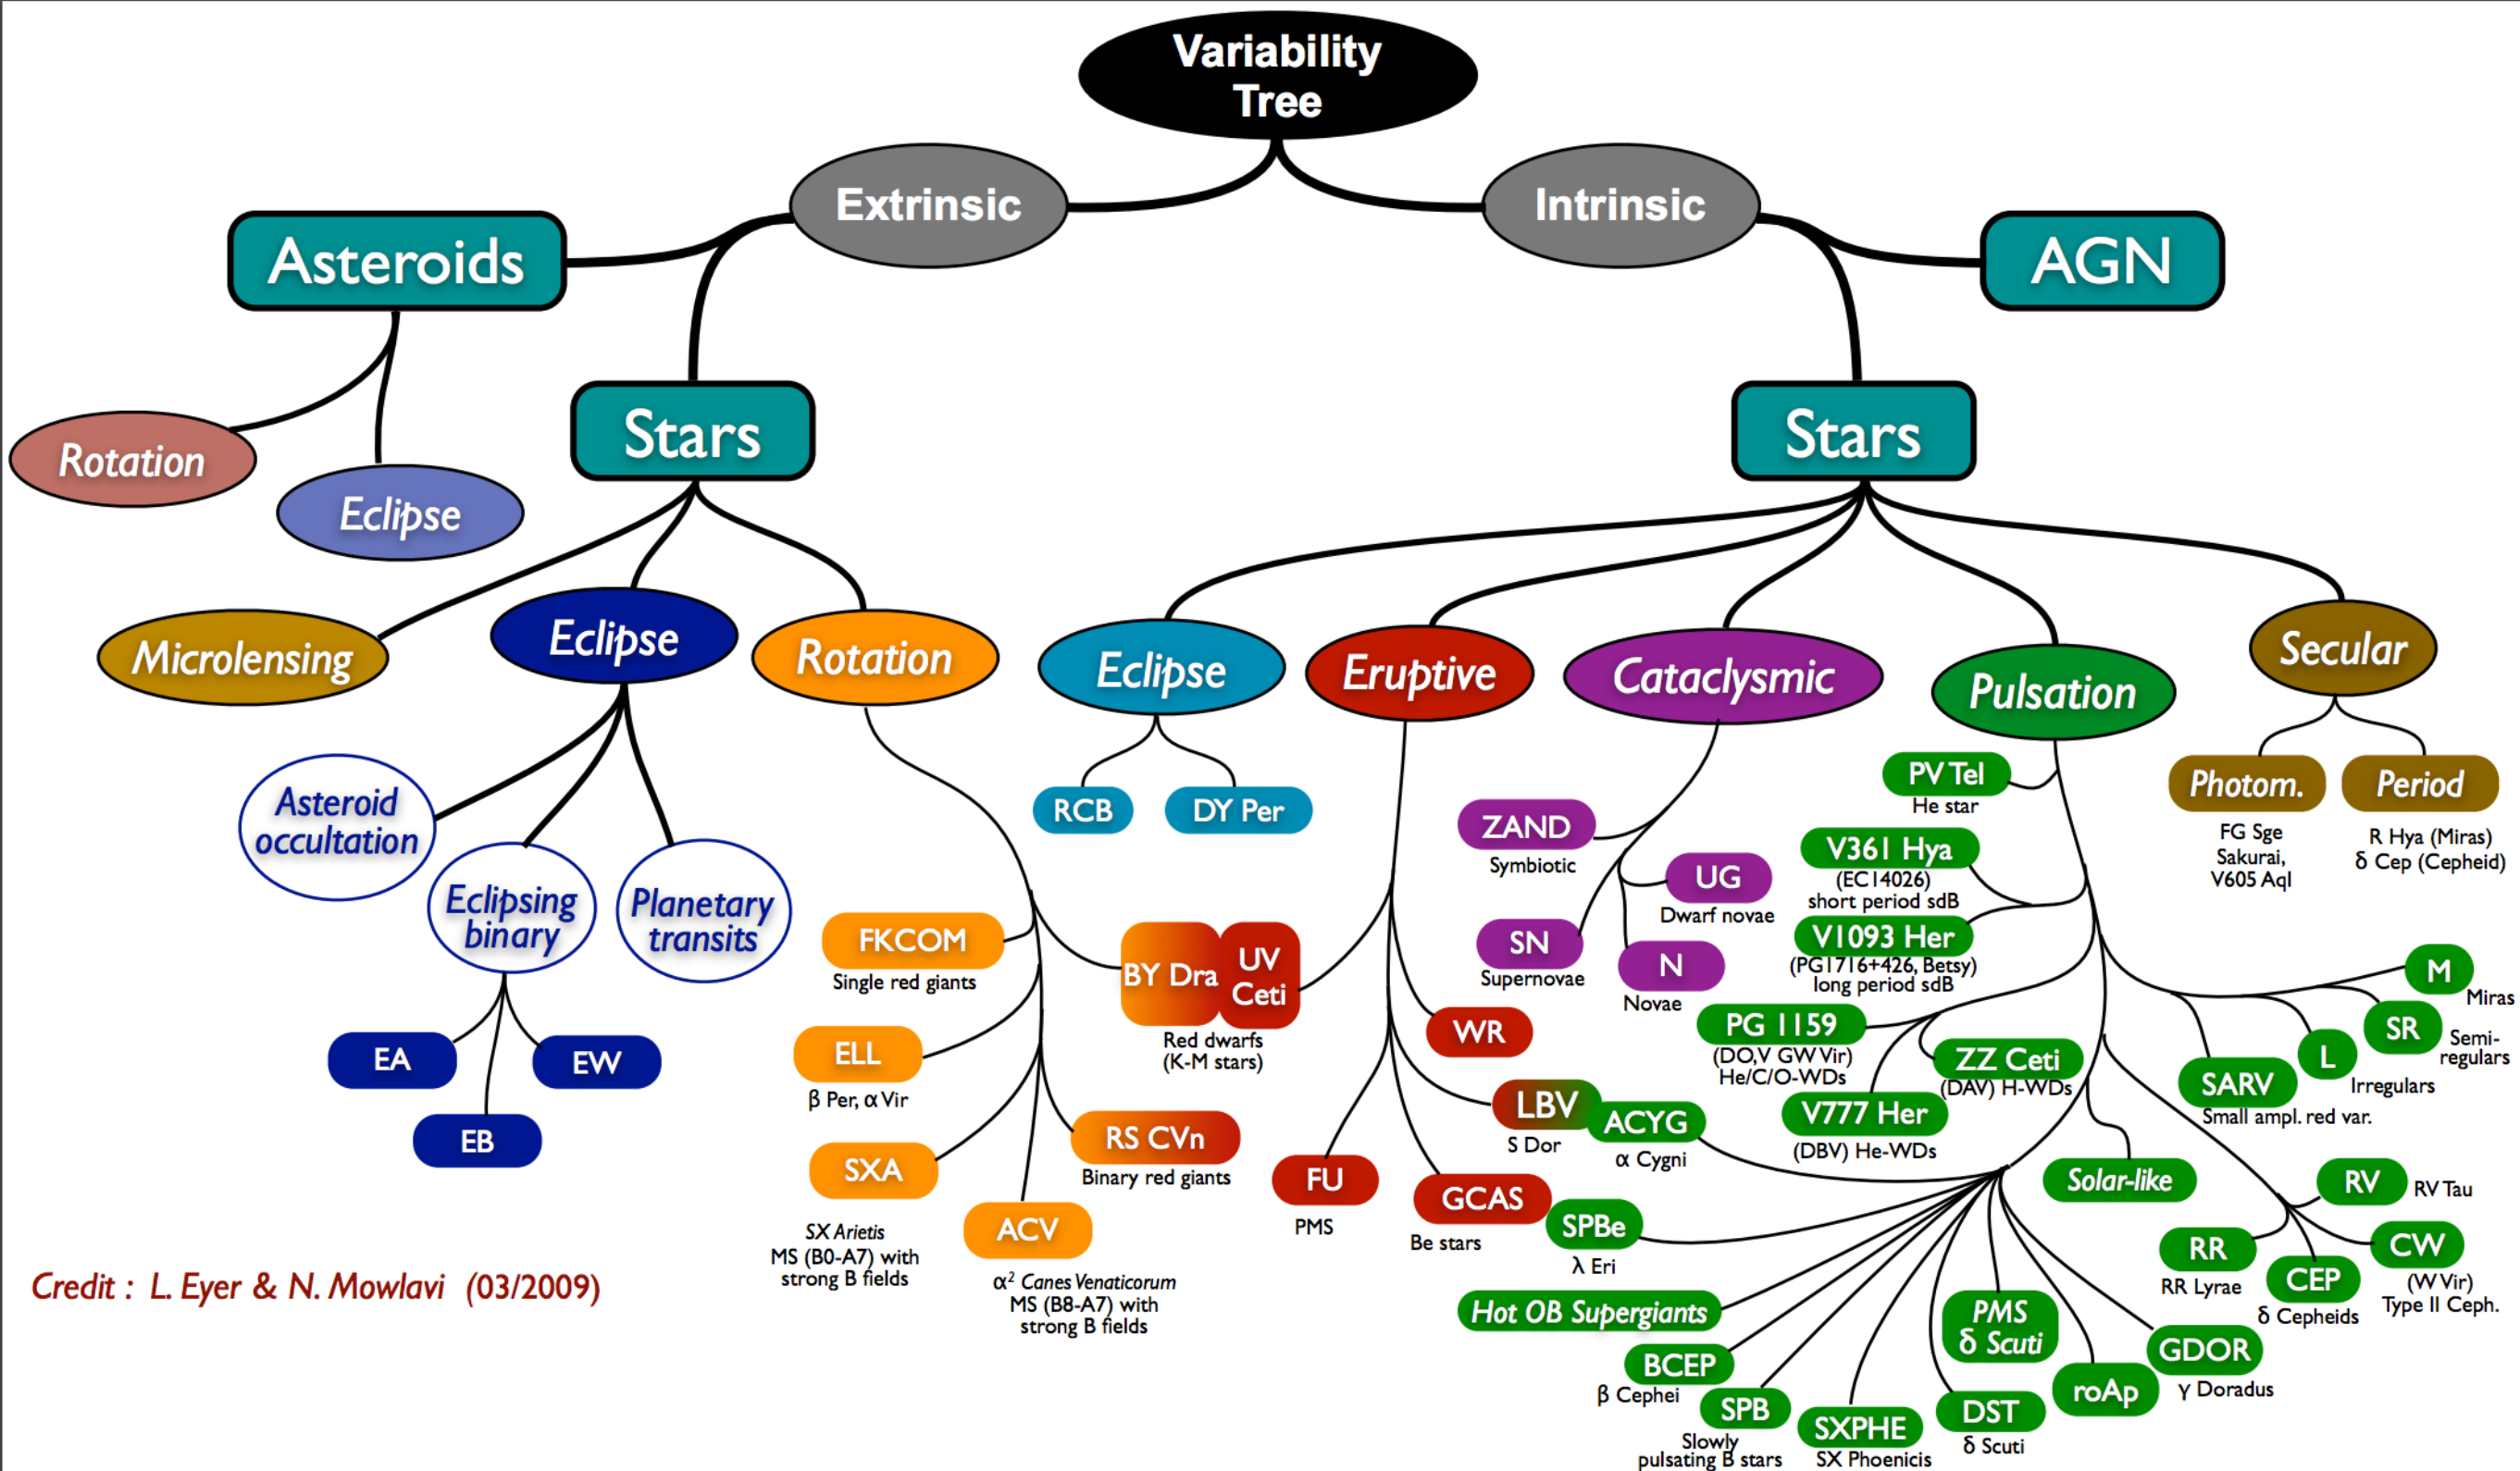 Variability
Tree
Extrinsic
Intrinsic
Asteroids
AGN
Stars
Stars
Rotation
Eclipse
Microlensing
Eclipse
Rotation
Eclipse
Eruptive
Cataclysmic
Pulsation
Secular
Asteroid
occultation
Eclipsing
binary
Planetary
transits
EA
EB
EW
FKCOM
Single red giants
ELL
β Per, α Vir
SXA
SX Arietis
MS (B0-A7) with
strong B fields
ACV
α² Canes Venaticorum
MS (B8-A7) with
strong B fields
RS CVn
Binary red giants
BY Dra
UV
Ceti
Red dwarfs
(K-M stars)
RCB
DY Per
WR
LBV
S Dor
FU
PMS
GCAS
Be stars
ZAND
Symbiotic
UG
Dwarf novae
SN
Supernovae
N
Novae
PV Tel
He star
V361 Hya
(EC14026)
short period sdB
V1093 Her
(PG1716+426, Betsy)
long period sdB
PG 1159
(DO,V GW Vir)
He/C/O-WDs
ZZ Ceti
(DAV) H-WDs
V777 Her
(DBV) He-WDs
ACYG
α Cygni
SPBe
λ Eri
Hot OB Supergiants
BCEP
β Cephei
SPB
Slowly
pulsating B stars
SXPHE
SX Phoenicis
DST
δ Scuti
PMS
δ Scuti
roAp
GDOR
γ Doradus
Solar-like
M
Miras
SR
Semi-
regulars
L
Irregulars
SARV
Small ampl. red var.
RV
RV Tau
RR
RR Lyrae
CW
(W Vir)
Type II Ceph.
CEP
δ Cepheids
Photom.
FG Sge
Sakurai,
V605 Aql
Period
R Hya (Miras)
δ Cep (Cepheid)
Credit : L. Eyer & N. Mowlavi (03/2009)